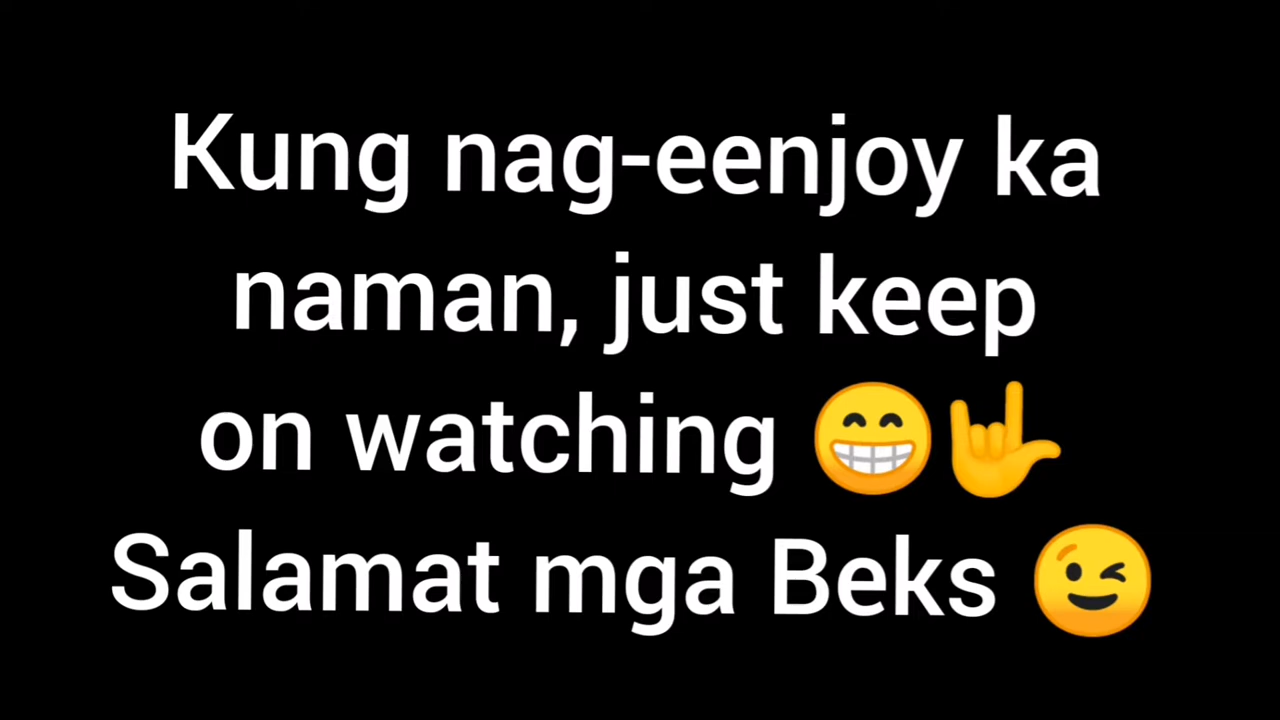 Kung nag-eenjoy ka
naman, just keep
on watching 😁🤟
Salamat mga Beks 😉